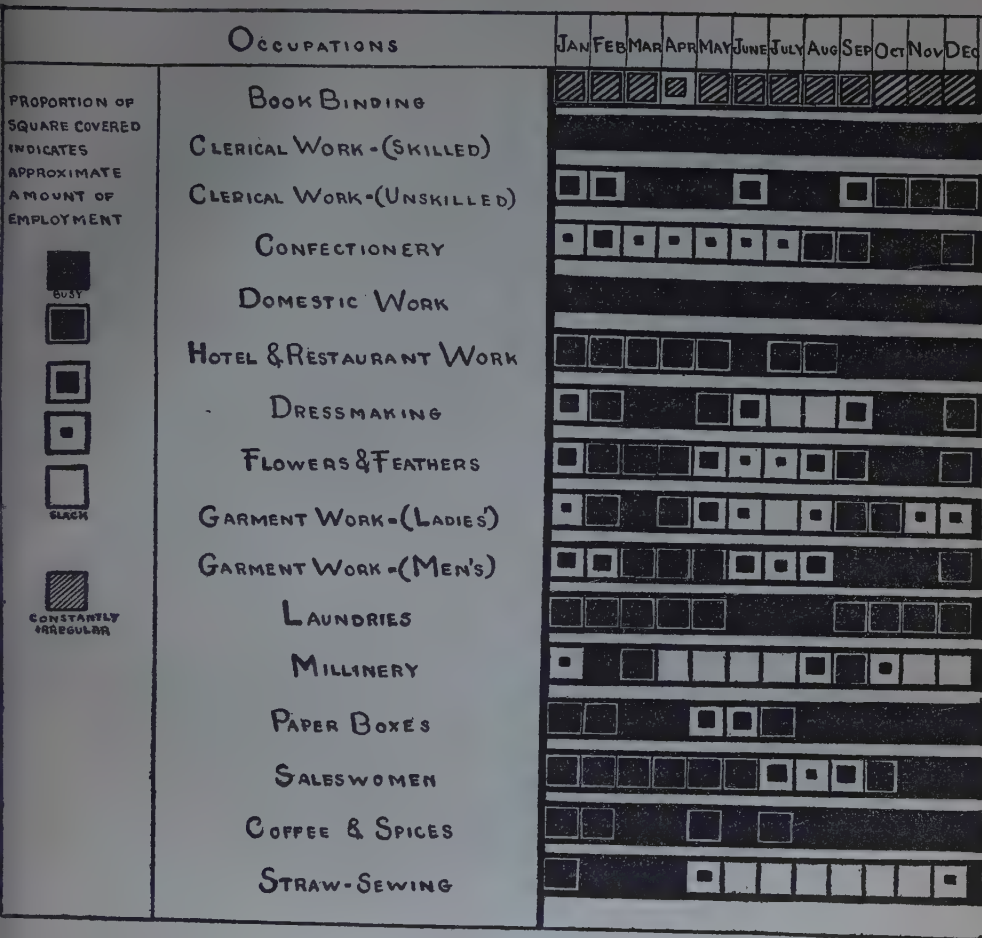 OCCUPATIONS
JAN FEB MAR APR MAY JUNE JULY AUG SEP OCT NOV DEC
PROPORTION OF
SQUARE COVERED
INDICATES
APPROXIMATE
AMOUNT OF
EMPLOYMENT
BUSY
SLACK
CONSTANTLY
IRREGULAR
BOOK BINDING
CLERICAL WORK-(SKILLED)
CLERICAL WORK-(UNSKILLED)
CONFECTIONERY
DOMESTIC WORK
HOTEL & RESTAURANT WORK
DRESSMAKING
FLOWERS & FEATHERS
GARMENT WORK-(LADIES')
GARMENT WORK-(MEN'S)
LAUNDRIES
MILLINERY
PAPER BOXES
SALESWOMEN
COFFEE & SPICES
STRAW-SEWING